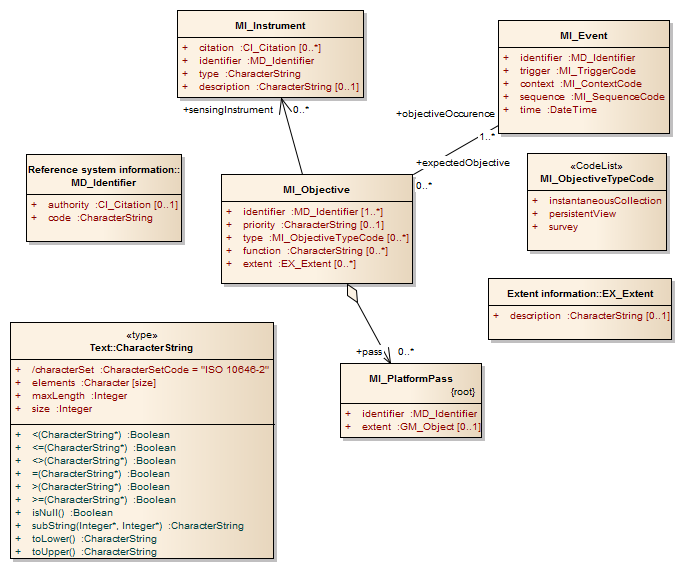 MI_Instrument
+ citation :CI_Citation [0..*]
+ identifier :MD_Identifier
+ type :CharacterString
+ description :CharacterString [0..1]
MI_Event
+ identifier :MD_Identifier
+ trigger :MI_TriggerCode
+ context :MI_ContextCode
+ sequence :MI_SequenceCode
+ time :DateTime
+sensingInstrument 0..*
+objectiveOccurence
1..*
+expectedObjective
0..*
Reference system information::
MD_Identifier
+ authority :CI_Citation [0..1]
+ code :CharacterString
MI_Objective
+ identifier :MD_Identifier [1..*]
+ priority :CharacterString [0..1]
+ type :MI_ObjectiveTypeCode [0..*]
+ function :CharacterString [0..*]
+ extent :EX_Extent [0..*]
«CodeList»
MI_ObjectiveTypeCode
+ instantaneousCollection
+ persistentView
+ survey
Extent information::EX_Extent
+ description :CharacterString [0..1]
«type»
Text::CharacterString
+ /characterSet :CharacterSetCode = "ISO 10646-2"
+ elements :Character [size]
+ maxLength :Integer
+ size :Integer
+ <(CharacterString*) :Boolean
+ <=(CharacterString*) :Boolean
+ <>(CharacterString*) :Boolean
+ =(CharacterString*) :Boolean
+ >(CharacterString*) :Boolean
+ >=(CharacterString*) :Boolean
+ isNull() :Boolean
+ subString(Integer*, Integer*) :CharacterString
+ toLower() :CharacterString
+ toUpper() :CharacterString
+pass 0..*
MI_PlatformPass
{root}
+ identifier :MD_Identifier
+ extent :GM_Object [0..1]